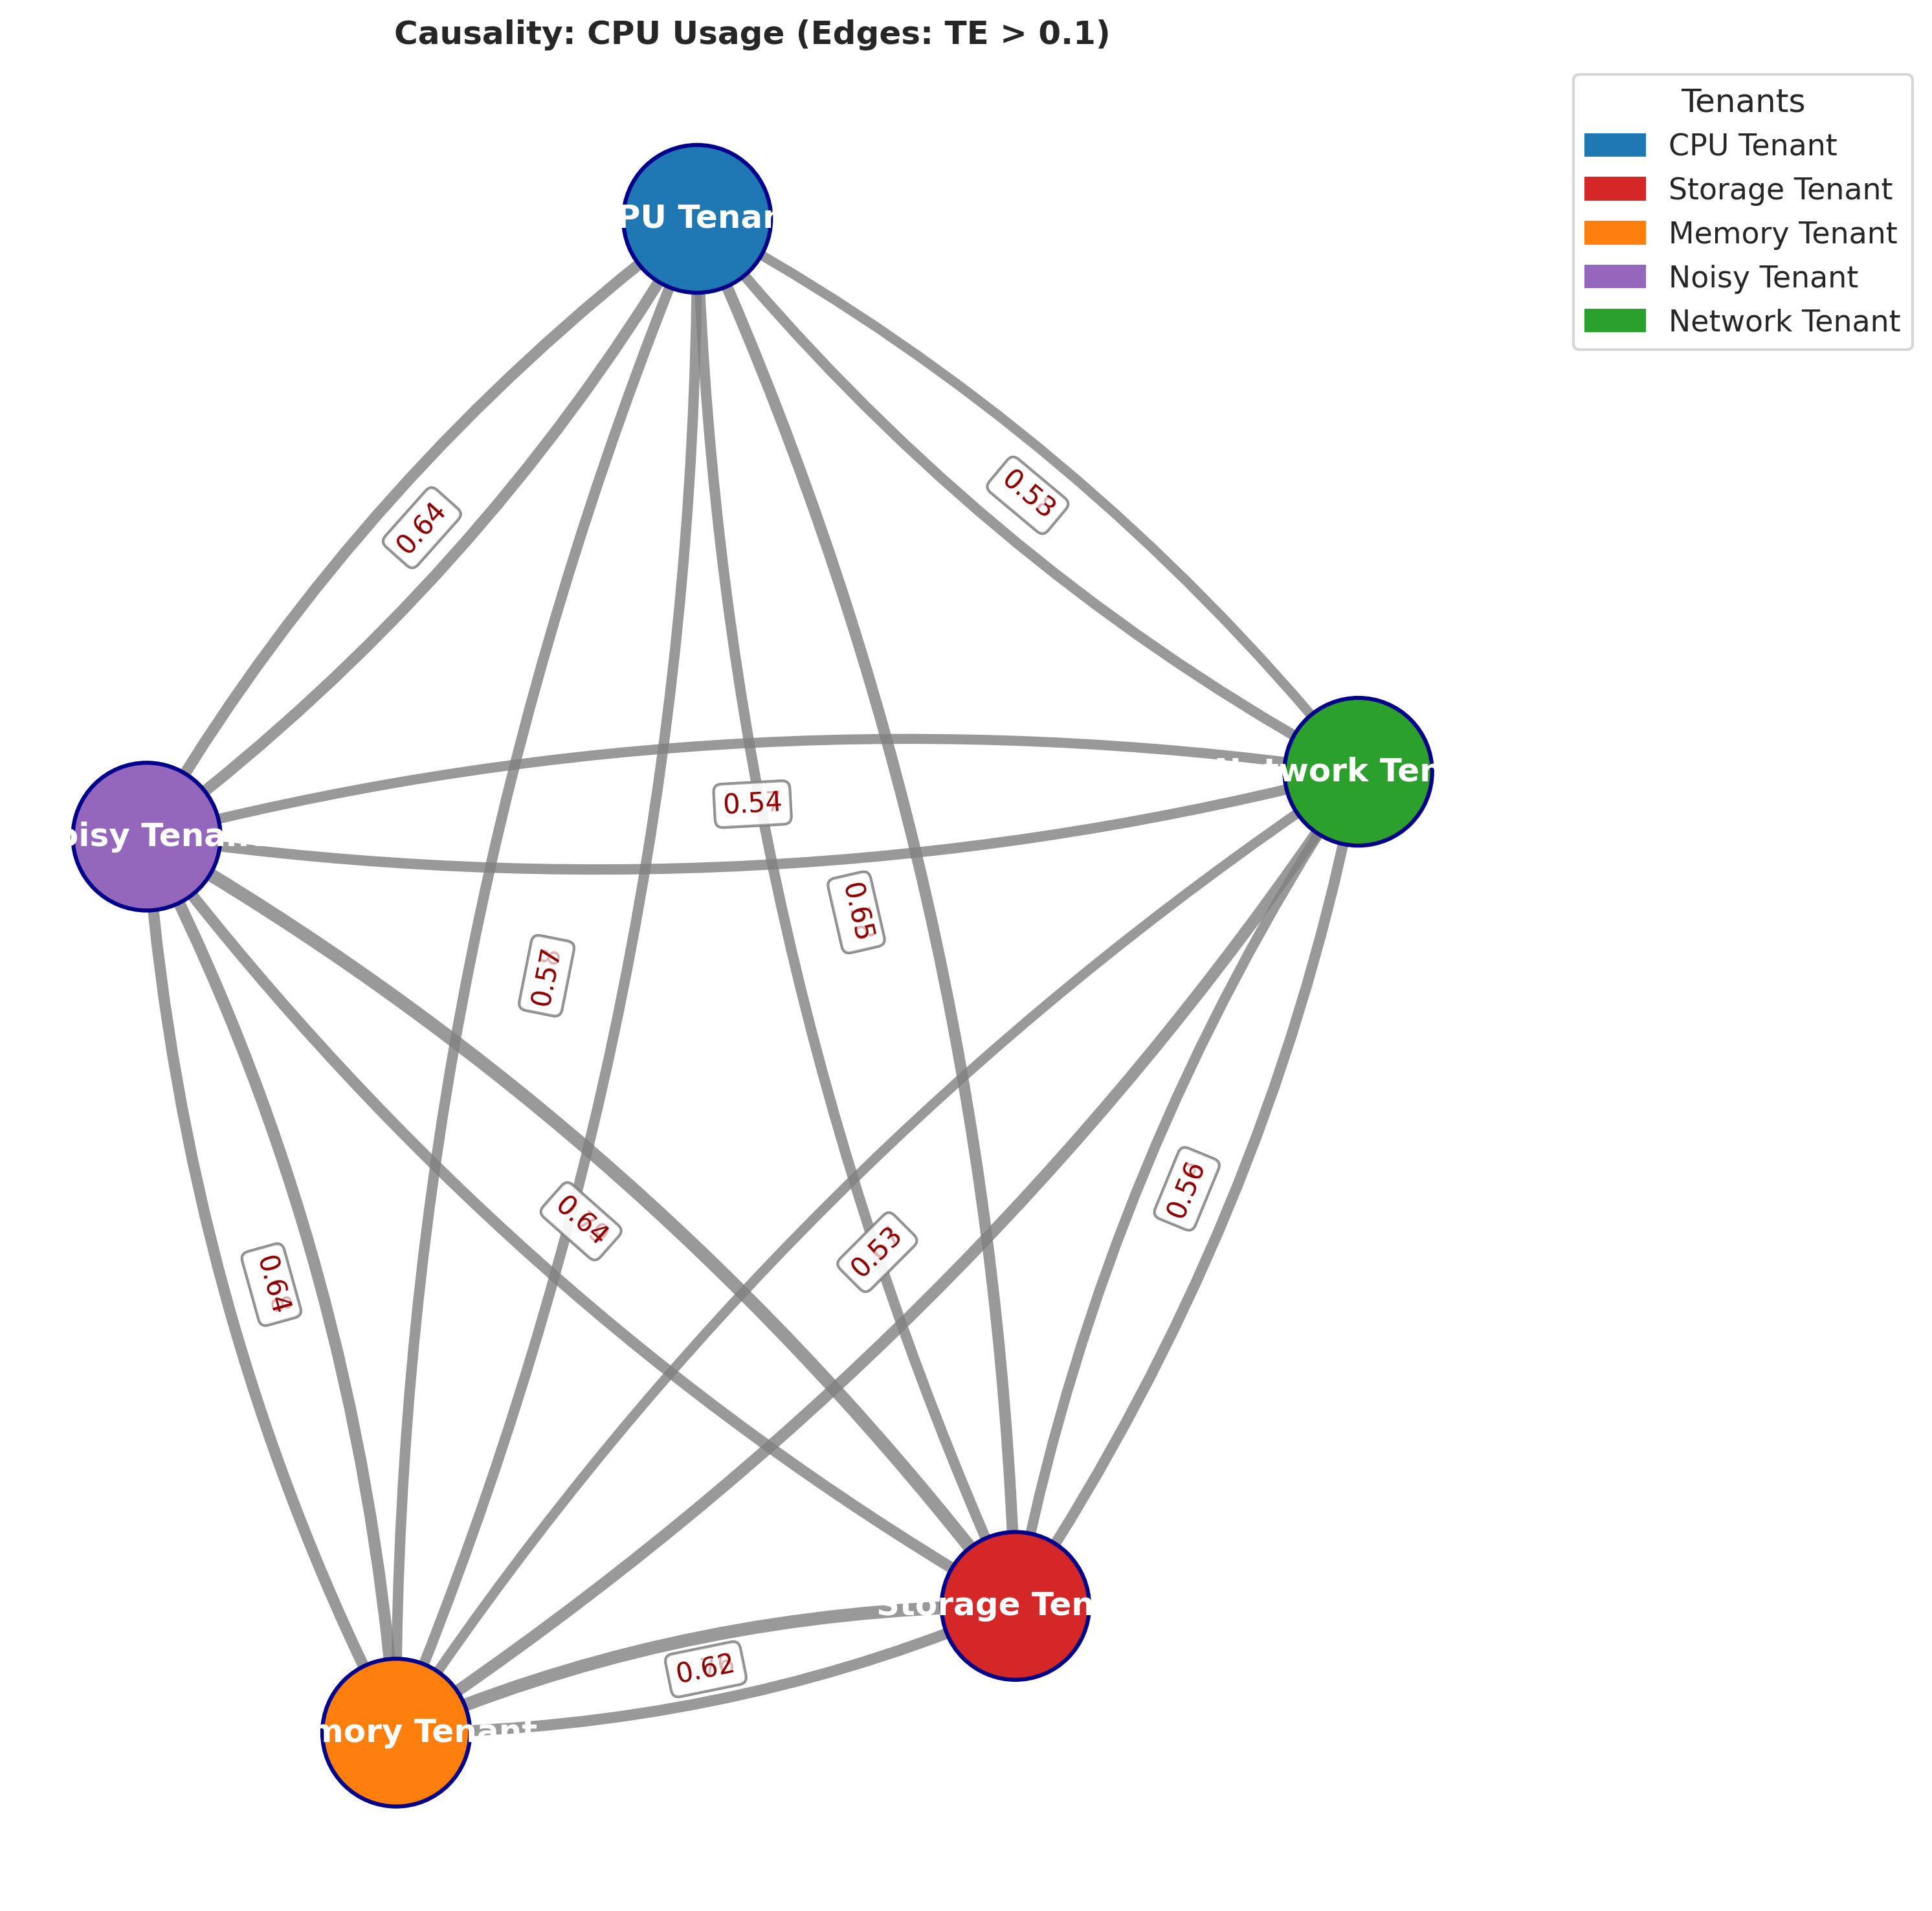 Causality: CPU Usage (Edges: TE > 0.1)
Tenants
CPU Tenant
Storage Tenant
Memory Tenant
Noisy Tenant
Network Tenant
PU Tenan
0.53
0.64
twork Ten
0.54
oisy Tena
0.65
0.57
0.56
0.64
0.53
0.64
Storage Ten
0.62
mory Tenant